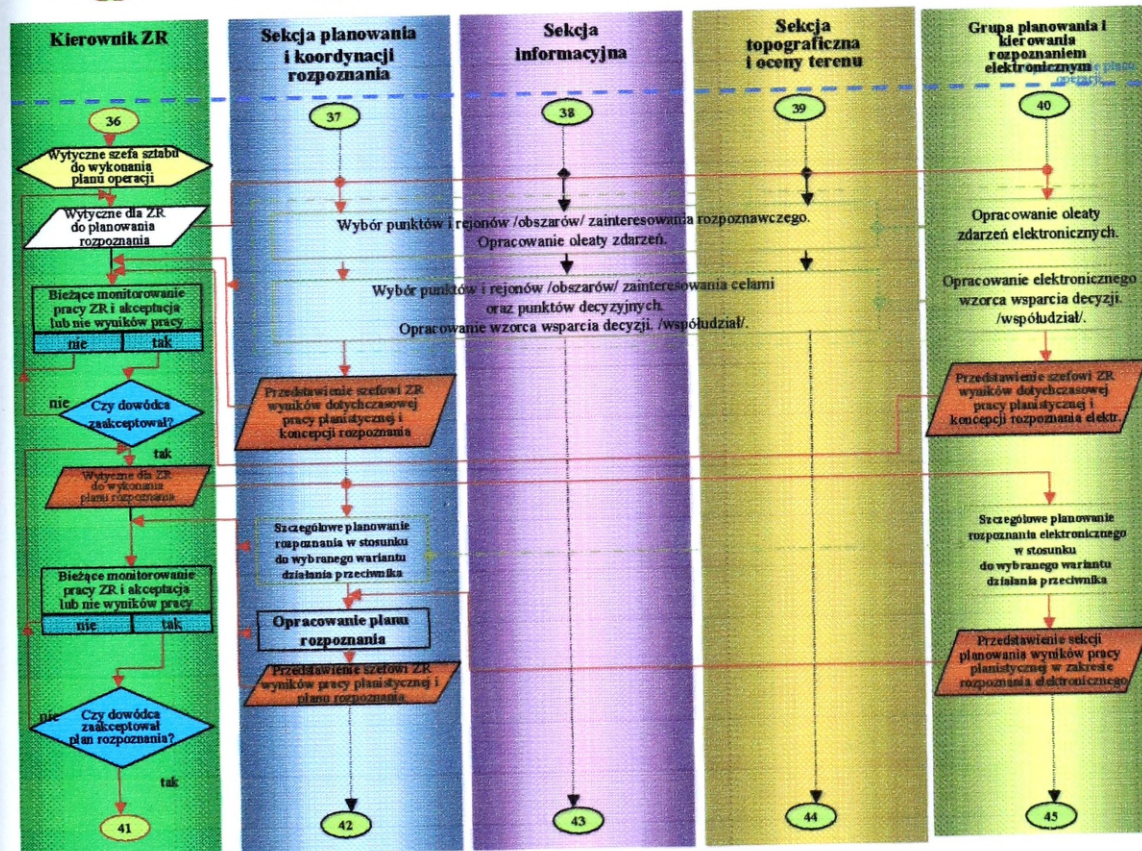 Kierownik ZR
36
Wytyczne szefa sztabu
do wykonania
planu operacji
Wytyczne dla ZR
do planowania
rozpoznania
Bieżące monitorowanie
pracy ZR i akceptacja
lub nie wyników pracy
nie tak
nie
Czy dowódca
zaakceptował?
tak
Wytyczne dla ZR
do wykonania
planu rozpoznania
Bieżące monitorowanie
pracy ZR i akceptacja
lub nie wyników pracy
nie tak
nie
Czy dowódca
zaakceptował
plan rozpoznania?
tak
41
Sekcja planowania
i koordynacji
rozpoznania
37
Wybór punktów i rejonów /obszarów/ zainteresowania rozpoznawczego.
Opracowanie oleaty zdarzeń.
Wybór punktów i rejonów /obszarów/ zainteresowania celami
oraz punktów decyzyjnych.
Opracowanie wzorca wsparcia decyzji. /współudział/.
Przedstawienie szefowi ZR
wyników dotychczasowej
pracy planistycznej i
koncepcji rozpoznania
Szczegółowe planowanie
rozpoznania w stosunku
do wybranego wariantu
działania przeciwnika
Opracowanie planu
rozpoznania
Przedstawienie szefowi ZR
wyników pracy planistycznej i
planu rozpoznania
42
Sekcja
informacyjna
38
43
Sekcja
topograficzna
i oceny terenu
39
44
Grupa planowania i
kierowania
rozpoznaniem
elektronicznym
planu
operacji
40
Opracowanie oleaty
zdarzeń elektronicznych.
Opracowanie elektronicznego
wzorca wsparcia decyzji.
/współudział/.
Przedstawienie szefowi ZR
wyników dotychczasowej
pracy planistycznej i
koncepcji rozpoznania elektr.
Szczegółowe planowanie
rozpoznania elektronicznego
w stosunku
do wybranego wariantu
działania przeciwnika
Przedstawienie sekcji
planowania wyników pracy
planistycznej w zakresie
rozpoznania elektronicznego
45